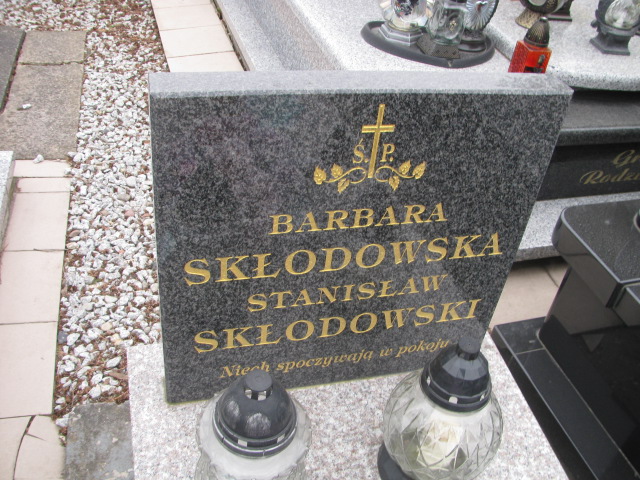 Ś. P.
BARBARA
SKŁODOWSKA
STANISŁAW
SKŁODOWSKI
Niech spoczywają w pokoju